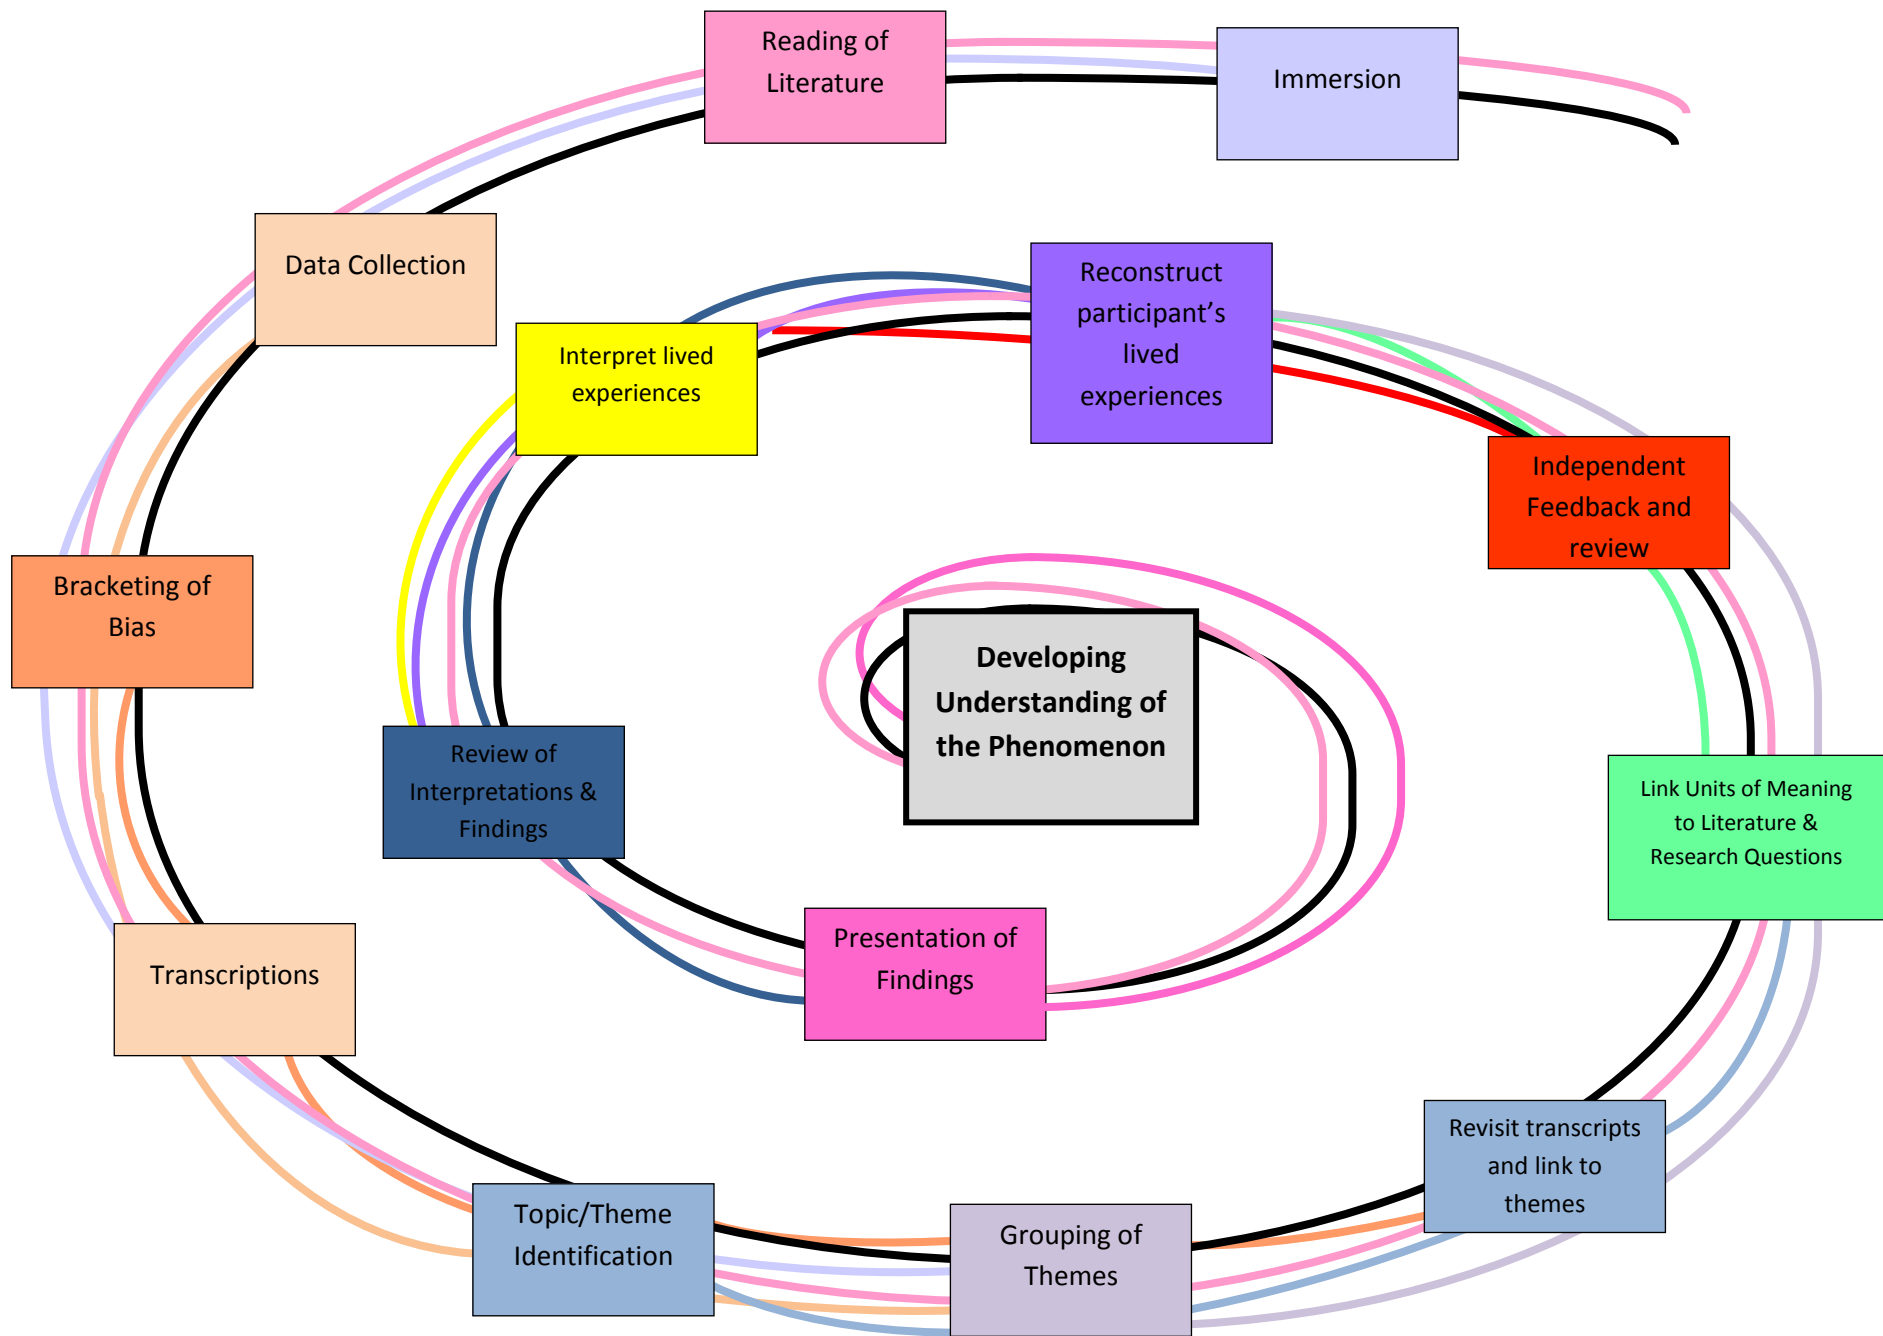 Reading of
Literature
Immersion
Data Collection
Reconstruct
participant’s
lived
experiences
Interpret lived
experiences
Independent
Feedback and
review
Bracketing of
Bias
Developing
Understanding of
the Phenomenon
Review of
Interpretations &
Findings
Link Units of Meaning
to Literature &
Research Questions
Presentation of
Findings
Transcriptions
Revisit transcripts
and link to
themes
Topic/Theme
Identification
Grouping of
Themes